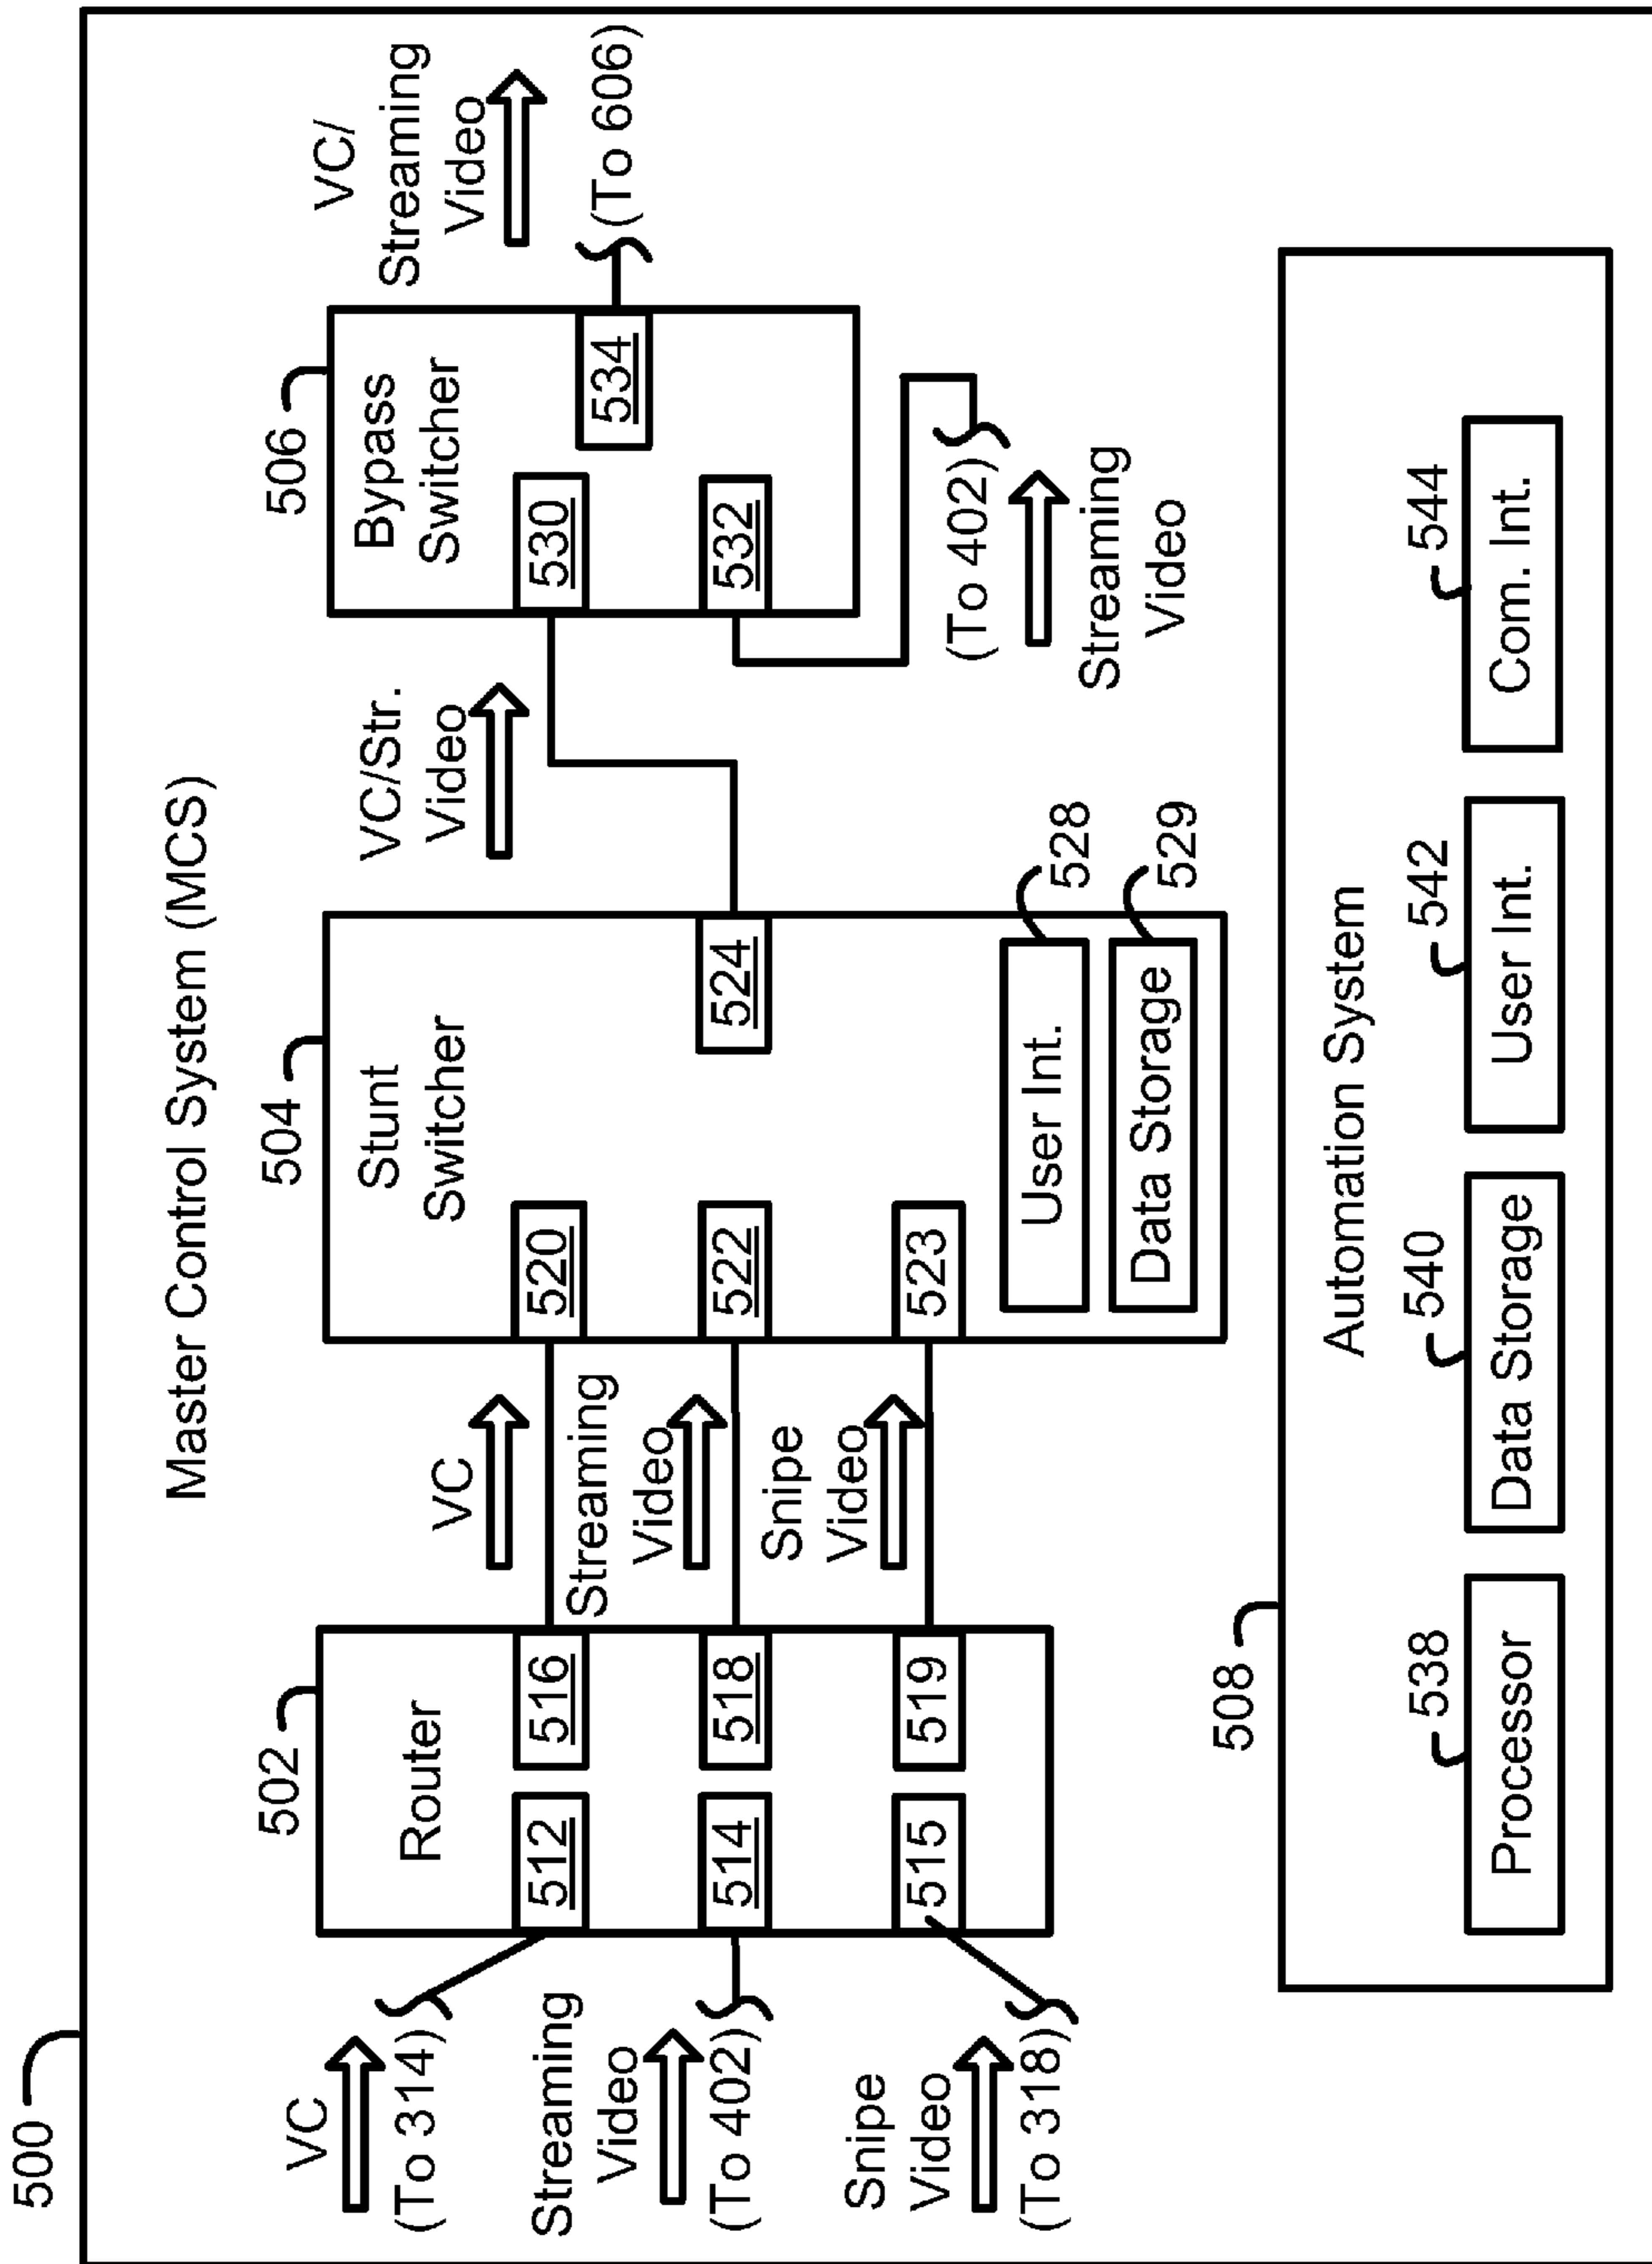 500
Master Control System (MCS)
VC
(To 314)
Streaming
Video
(To 402)
Snipe
Video
(To 318)
502
Router
512
514
515
516
518
519
VC
Streaming
Video
Snipe
Video
504
Stunt
Switcher
520
522
523
524
User Int.
528
Data Storage
529
VC/Str.
Video
506
Bypass
Switcher
530
532
534
VC/
Streaming
Video
(To 606)
(To 402)
Streaming
Video
508
Automation System
538
Processor
540
Data Storage
542
User Int.
544
Com. Int.